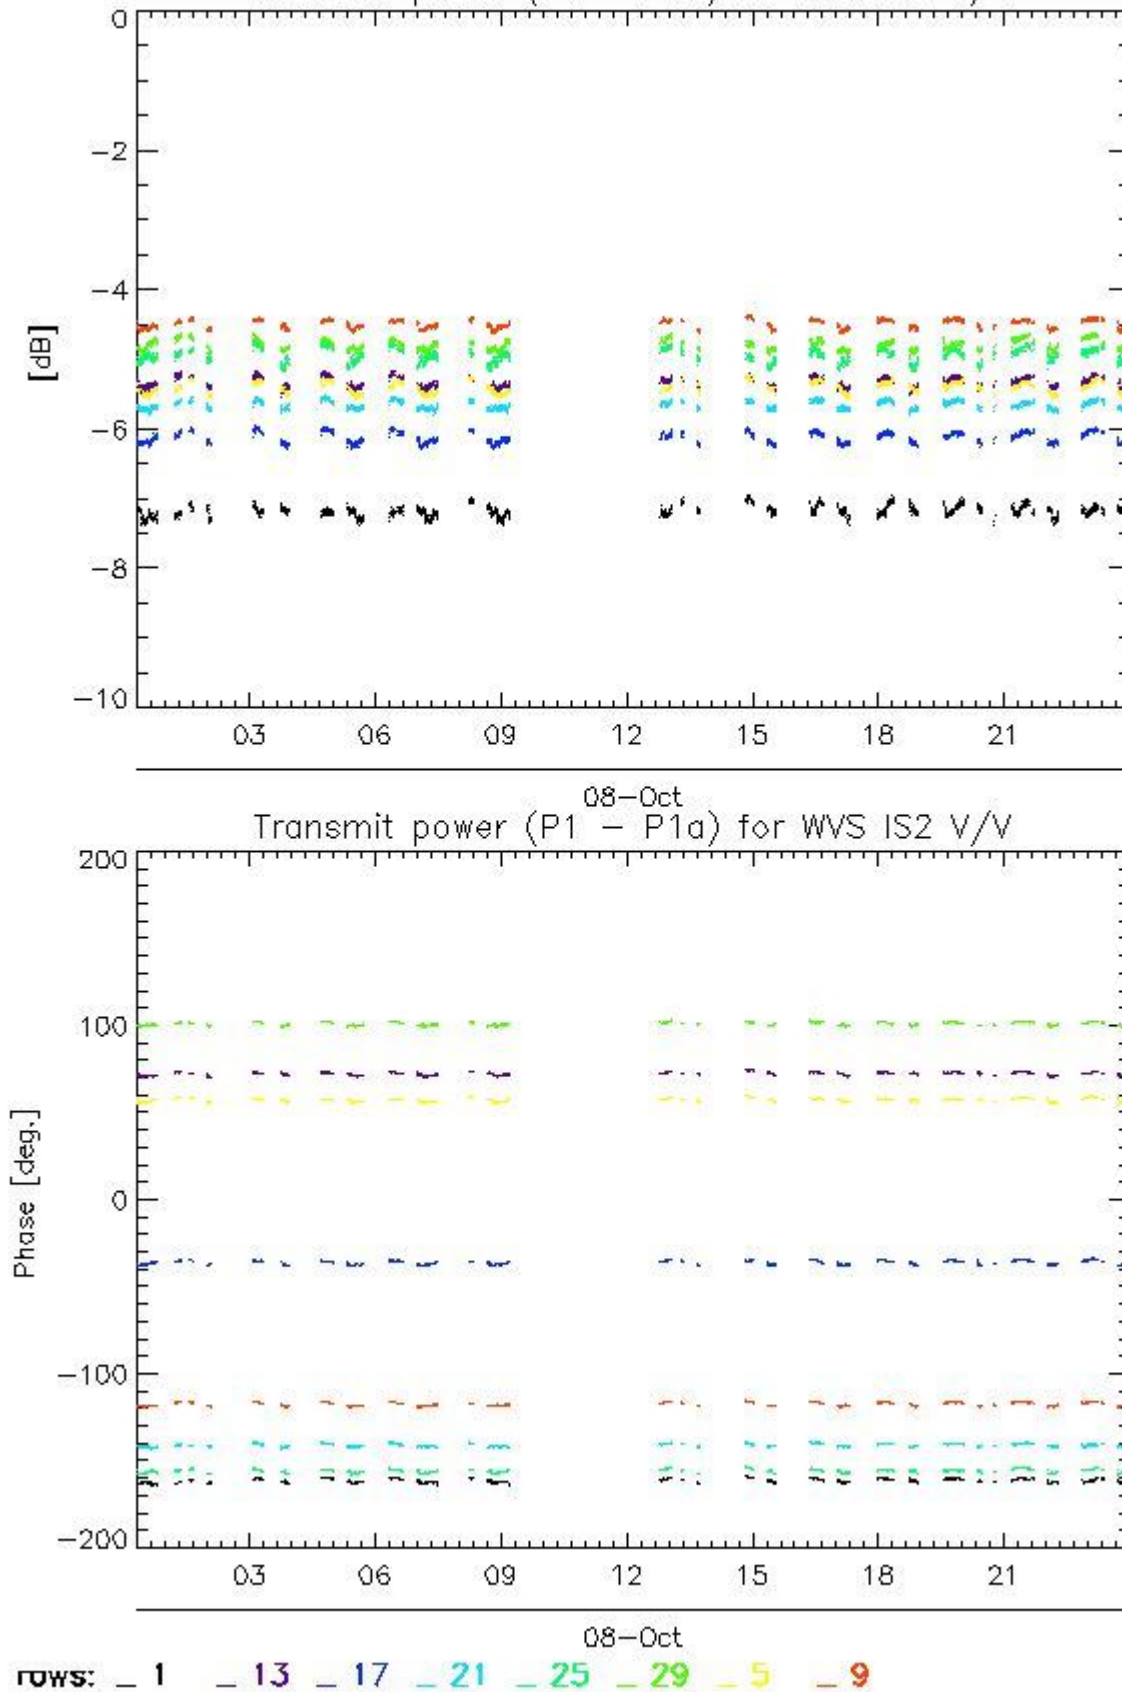 0
-2
-4
[dB]
-6
-8
-10
03 06 09 12 15 18 21
08-Oct
Transmit power (P1 - P1a) for WVS IS2 V/V
200
100
Phase [deg.]
0
-100
-200
03 06 09 12 15 18 21
08-Oct
rows: _ 1 _ 13 _ 17 _ 21 _ 25 _ 29 _ 5 _ 9